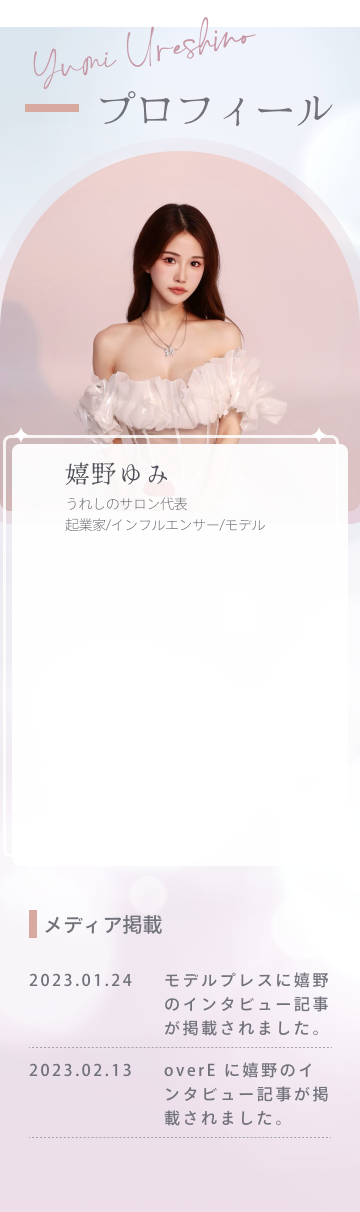 Yumi Ureshino
プロフィール
嬉野ゆみ
うれしのサロン代表
起業家/インフルエンサー/モデル
メディア掲載
2023.01.24 モデルプレスに嬉野
のインタビュー記事
が掲載されました。
2023.02.13 overE に嬉野のイ
ンタビュー記事が掲
載されました。